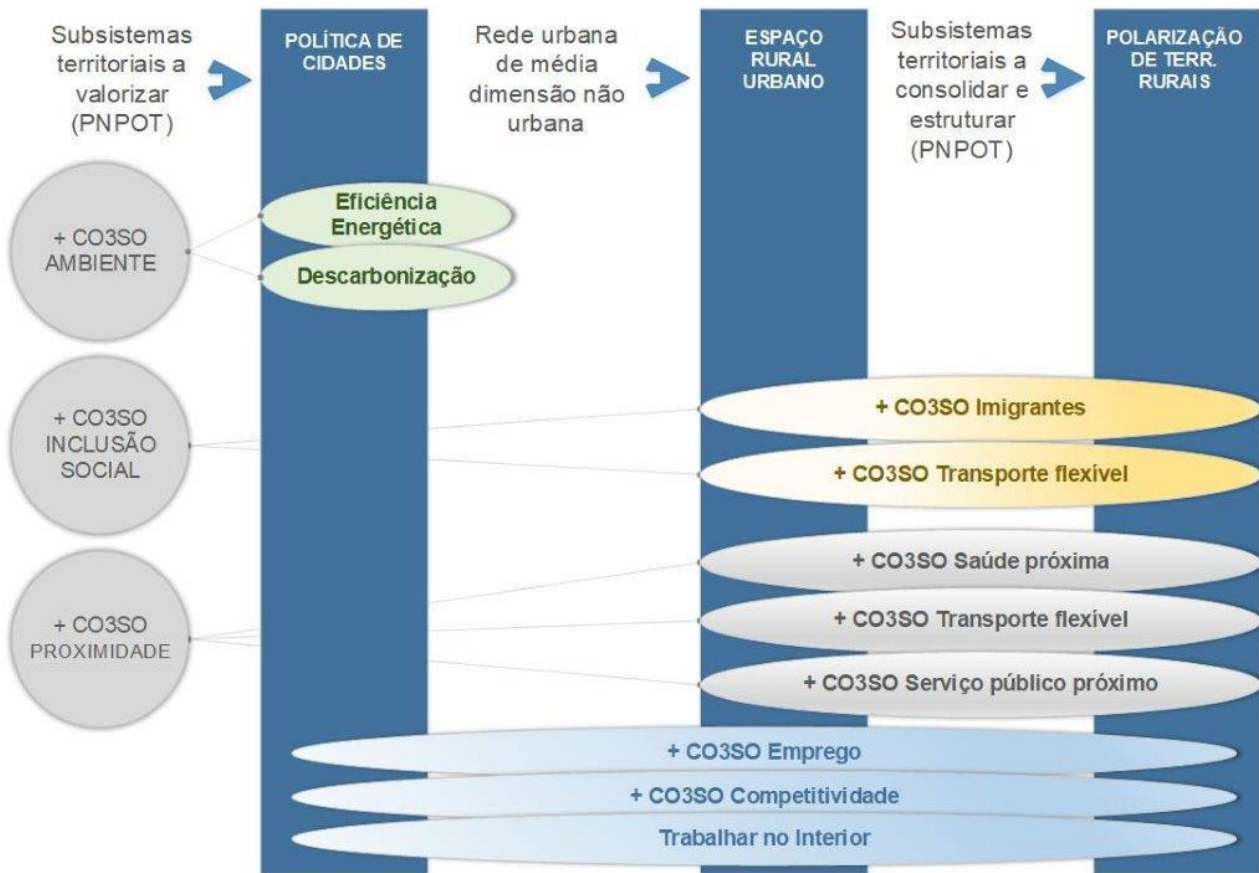 Subsistemas
territoriais a
valorizar
(PNPOT)
POLÍTICA DE
CIDADES
Rede urbana
de média
dimensão não
urbana
ESPAÇO
RURAL
URBANO
Subsistemas
territoriais a
consolidar e
estruturar
(PNPOT)
POLARIZAÇÃO
DE TERR.
RURAIS
+ CO3SO
AMBIENTE
Eficiência
Energética
Descarbonização
+ CO3SO
INCLUSÃO
SOCIAL
+ CO3SO Imigrantes
+ CO3SO Transporte flexível
+ CO3SO
PROXIMIDADE
+ CO3SO Saúde próxima
+ CO3SO Transporte flexível
+ CO3SO Serviço público próximo
+ CO3SO Emprego
+ CO3SO Competitividade
Trabalhar no Interior